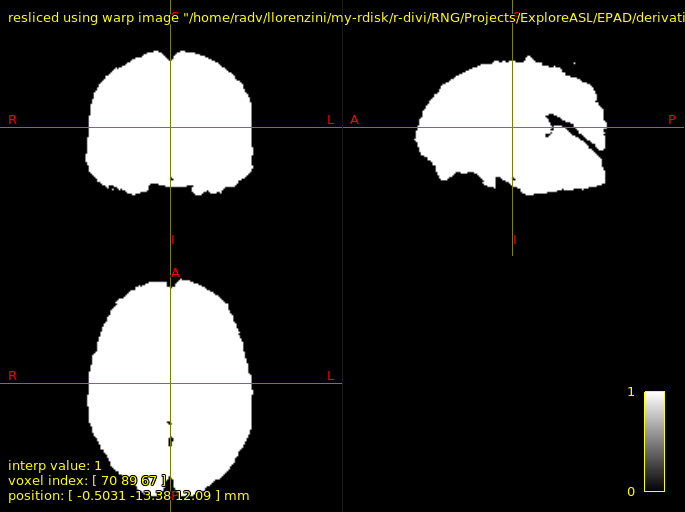 resliced using warp image "/home/radv/llorenzini/my-rdisk/r-divi/RNG/Projects/ExploreASL/EPAD/derivati
R L A P
I I
A
R L
1
interp value: 1
voxel index: [ 70 89 67 ]
0
position: [ -0.5031 -13.38 12.09 ] mm